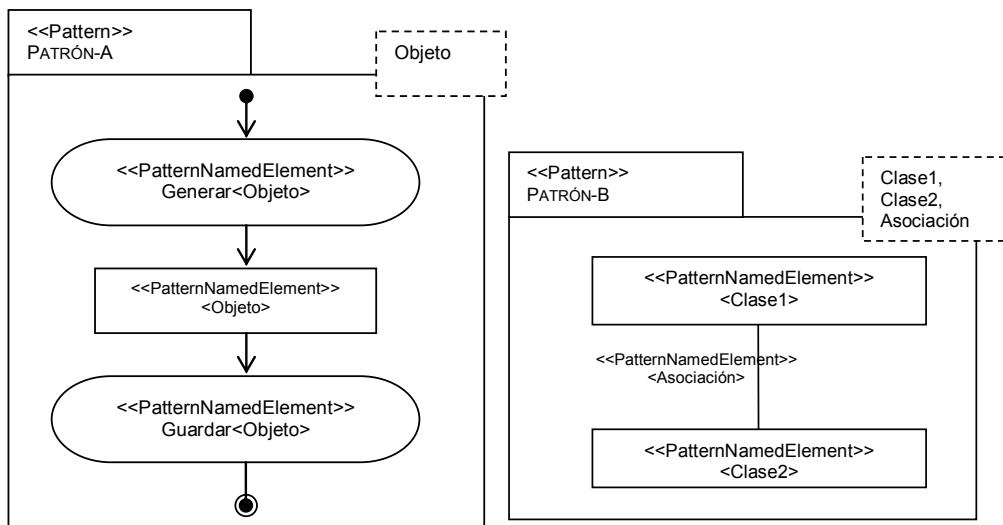 <<Pattern>>
PATRÓN-A
Objeto
<<PatternNamedElement>>
Generar<Objeto>
<<PatternNamedElement>>
<Objeto>
<<PatternNamedElement>>
Guardar<Objeto>
<<Pattern>>
PATRÓN-B
Clase1,
Clase2,
Asociación
<<PatternNamedElement>>
<Clase1>
<<PatternNamedElement>>
<Asociación>
<<PatternNamedElement>>
<Clase2>